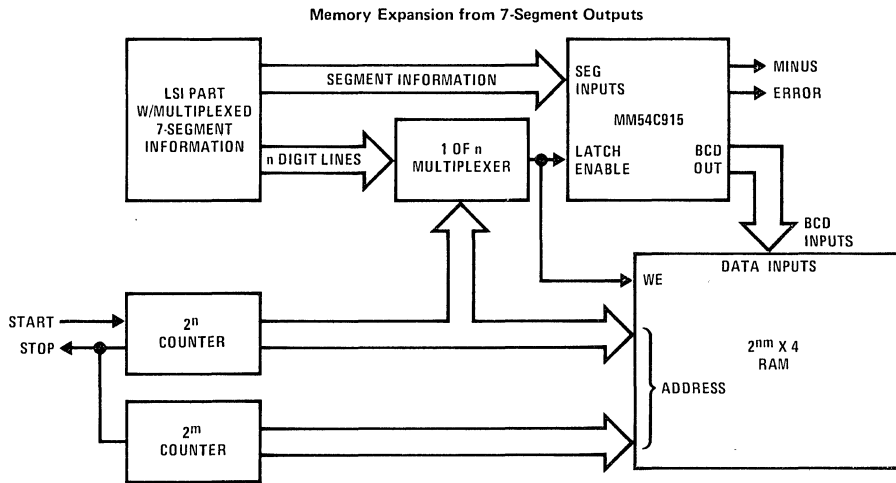 Memory Expansion from 7-Segment Outputs
LSI PART
W/MULTIPLEXED
7-SEGMENT
INFORMATION
SEGMENT INFORMATION
n DIGIT LINES
1 OF n
MULTIPLEXER
SEG
INPUTS
MM54C915
LATCH
ENABLE
BCD
OUT
MINUS
ERROR
BCD
INPUTS
DATA INPUTS
WE
2ⁿᵐ X 4
RAM
ADDRESS
START
STOP
2ⁿ
COUNTER
2ᵐ
COUNTER